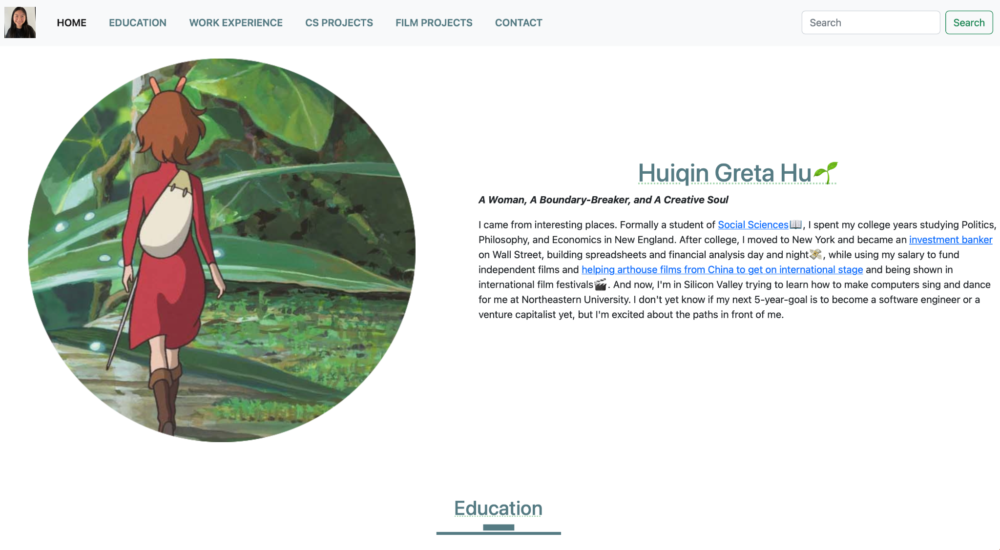 HOME EDUCATION WORK EXPERIENCE CS PROJECTS FILM PROJECTS CONTACT Search Search
Huiqin Greta Hu🌱
A Woman, A Boundary-Breaker, and A Creative Soul
I came from interesting places. Formally a student of Social Sciences📖, I spent my college years studying Politics,
Philosophy, and Economics in New England. After college, I moved to New York and became an investment banker
on Wall Street, building spreadsheets and financial analysis day and night💸, while using my salary to fund
independent films and helping arthouse films from China to get on international stage and being shown in
international film festivals🎬. And now, I'm in Silicon Valley trying to learn how to make computers sing and dance
for me at Northeastern University. I don't yet know if my next 5-year-goal is to become a software engineer or a
venture capitalist yet, but I'm excited about the paths in front of me.
Education